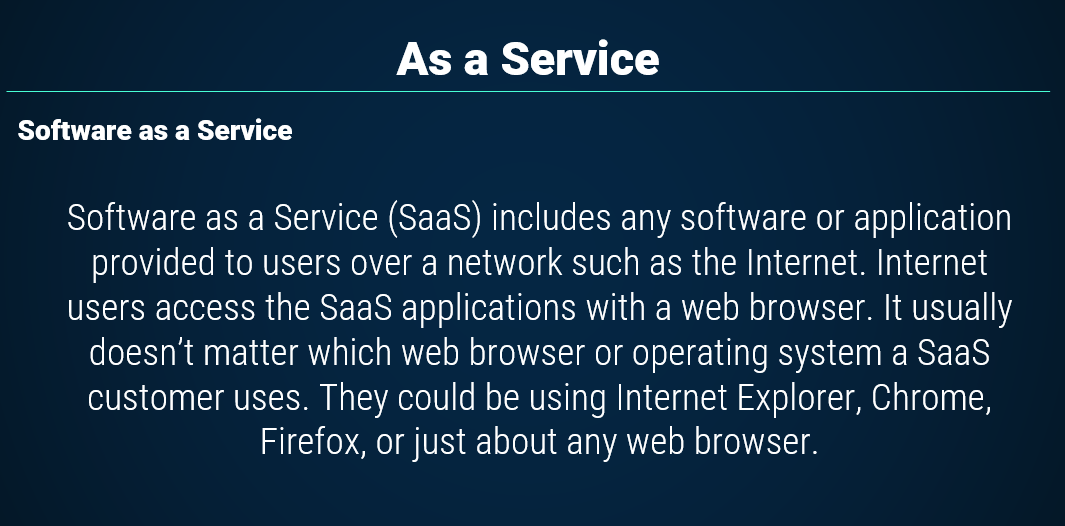 As a Service
Software as a Service
Software as a Service (SaaS) includes any software or application
provided to users over a network such as the Internet. Internet
users access the SaaS applications with a web browser. It usually
doesn’t matter which web browser or operating system a SaaS
customer uses. They could be using Internet Explorer, Chrome,
Firefox, or just about any web browser.